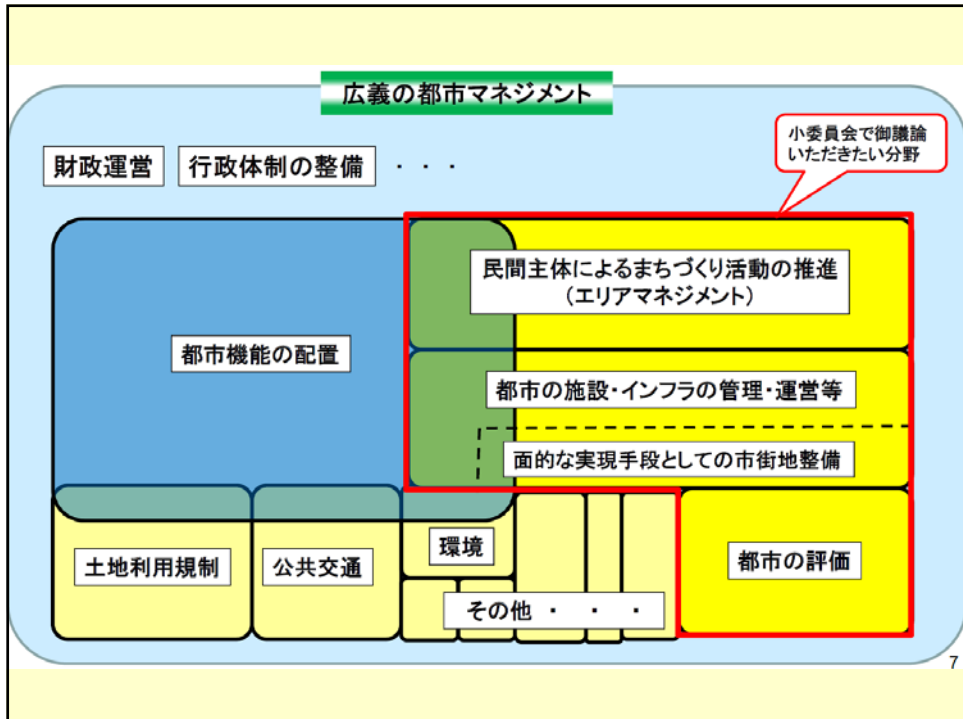 広義の都市マネジメント
小委員会で御議論
いただきたい分野
財政運営
行政体制の整備 ・ ・ ・
民間主体によるまちづくり活動の推進
(エリアマネジメント)
都市機能の配置
都市の施設・インフラの管理・運営等
面的な実現手段としての市街地整備
土地利用規制
公共交通
環境
都市の評価
その他 ・ ・ ・
7